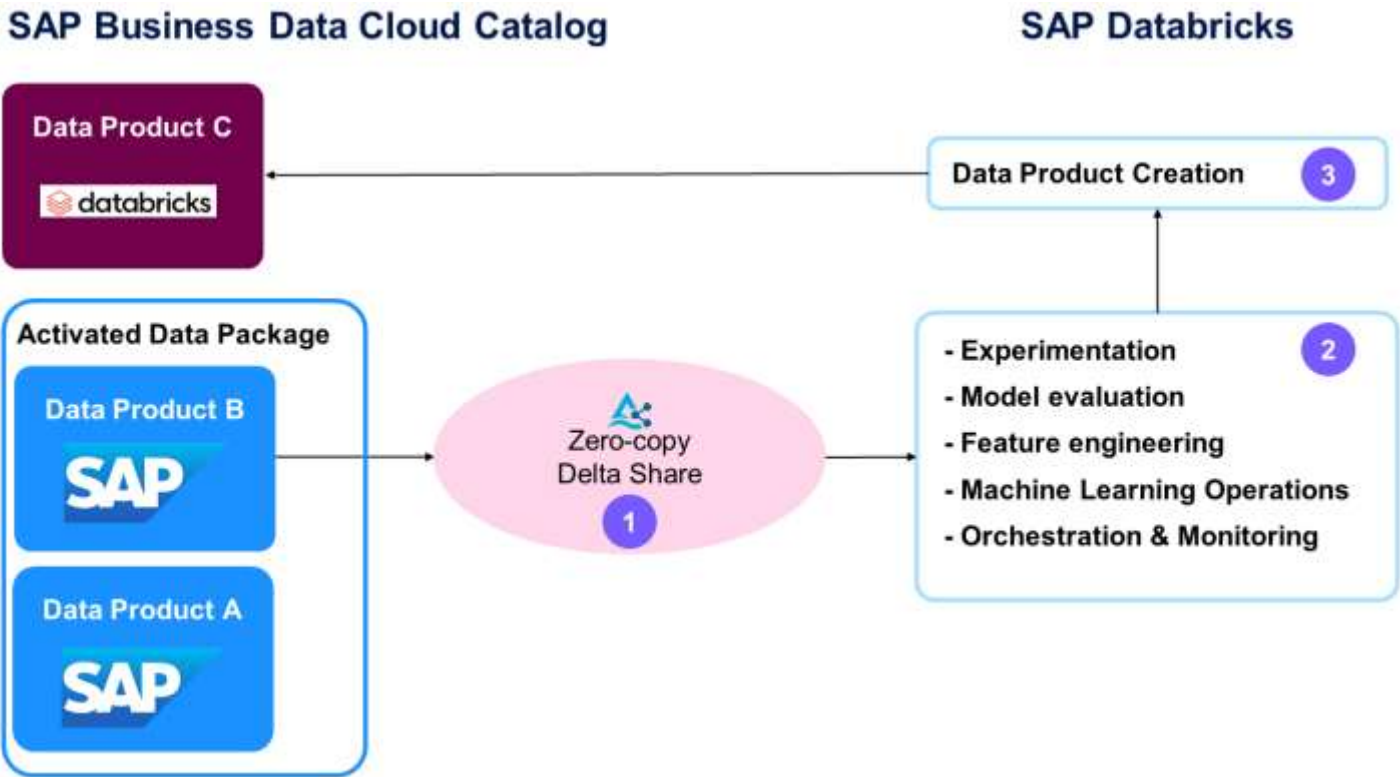 SAP Business Data Cloud Catalog
SAP Databricks
Data Product C
databricks
Data Product Creation
3
Activated Data Package
Data Product B
SAP
Data Product A
SAP
Zero-copy
Delta Share
1
2
- Experimentation
- Model evaluation
- Feature engineering
- Machine Learning Operations
- Orchestration & Monitoring